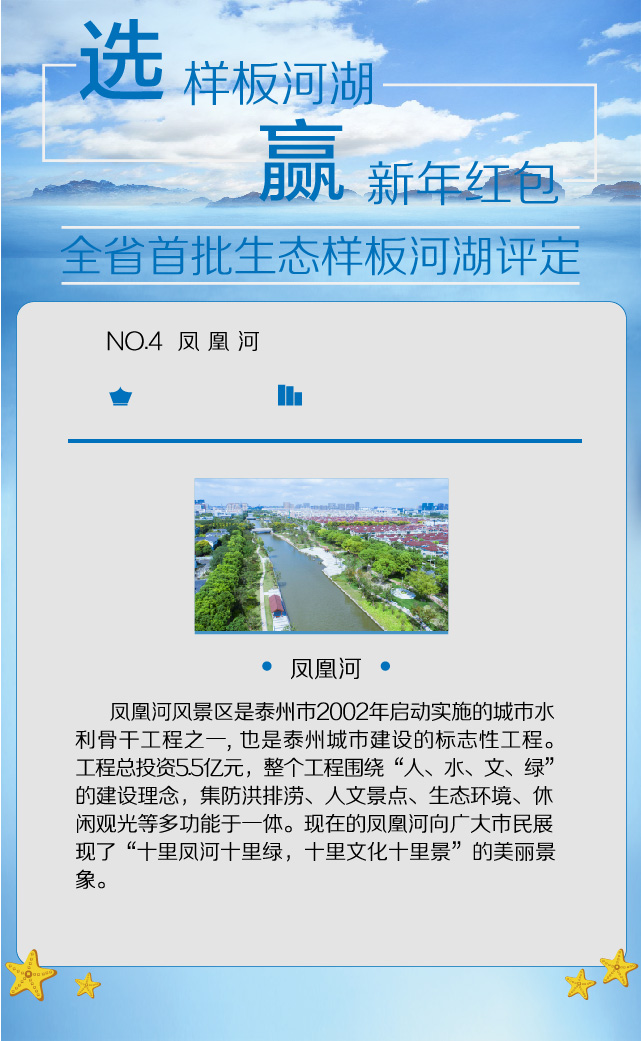 选 样板河湖
赢 新年红包
全省首批生态样板河湖评定
NO.4 凤凰河
• 凤凰河 •
凤凰河风景区是泰州市2002年启动实施的城市水
利骨干工程之一, 也是泰州城市建设的标志性工程。
工程总投资5.5亿元，整个工程围绕“人、水、文、绿”
的建设理念，集防洪排涝、人文景点、生态环境、休
闲观光等多功能于一体。现在的凤凰河向广大市民展
现了“十里凤河十里绿，十里文化十里景”的美丽景
象。